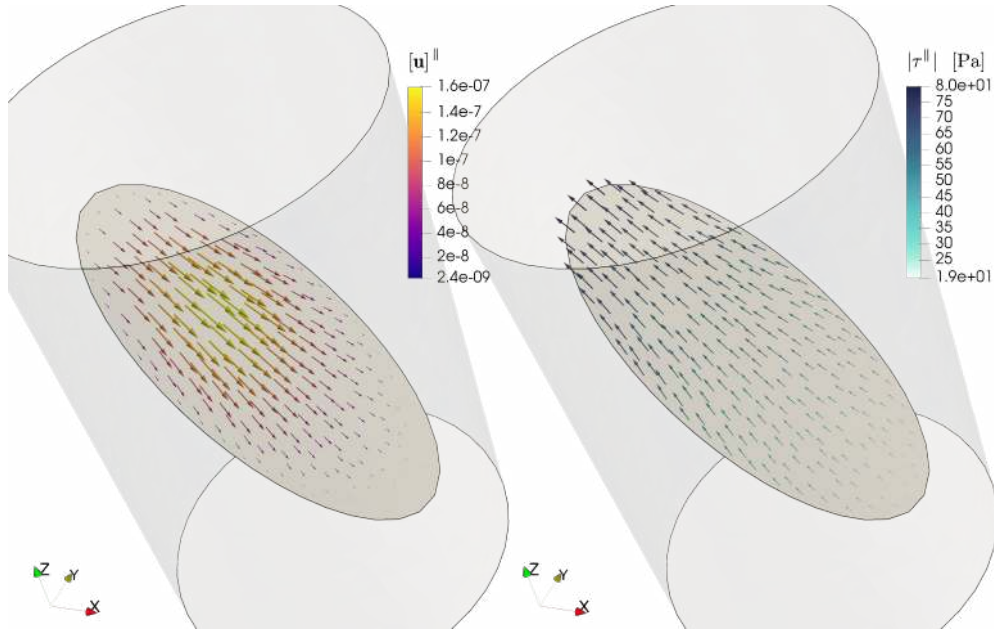 [u]^∥
1.6e-07
1.4e-7
1.2e-7
1e-7
8e-8
6e-8
4e-8
2e-8
2.4e-09
|τ^∥| [Pa]
8.0e+01
75
70
65
60
55
50
45
40
35
30
25
1.9e+01
Z
Y
X
Z
Y
X